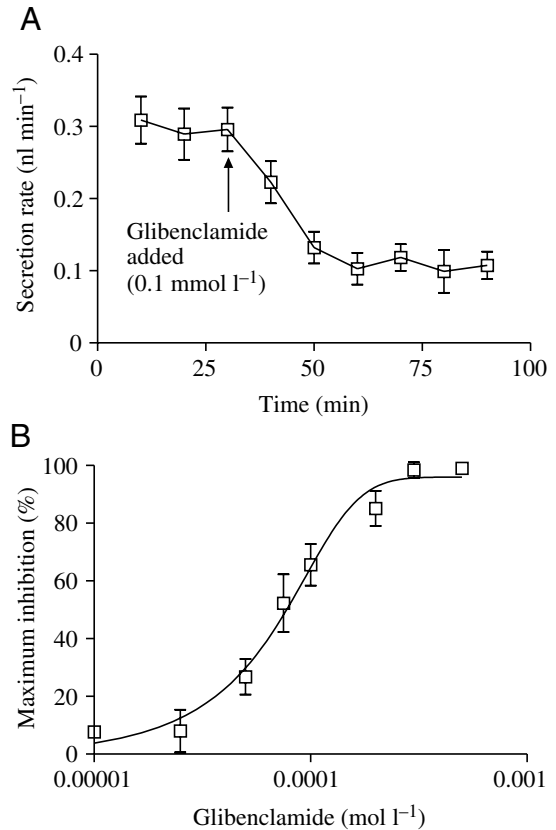 A
0.4
0.3
0.2
0.1
0
Secretion rate (nl min⁻¹)
Glibenclamide
added
(0.1 mmol l⁻¹)
0 25 50 75 100
Time (min)
B
100
80
60
40
20
0
Maximum inhibition (%)
0.00001 0.0001 0.001
Glibenclamide (mol l⁻¹)